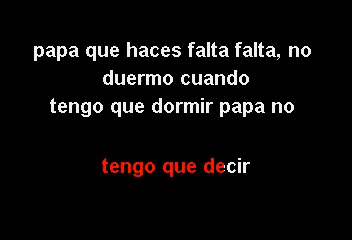 papa que haces falta falta, no
duermo cuando
tengo que dormir papa no
tengo que decir